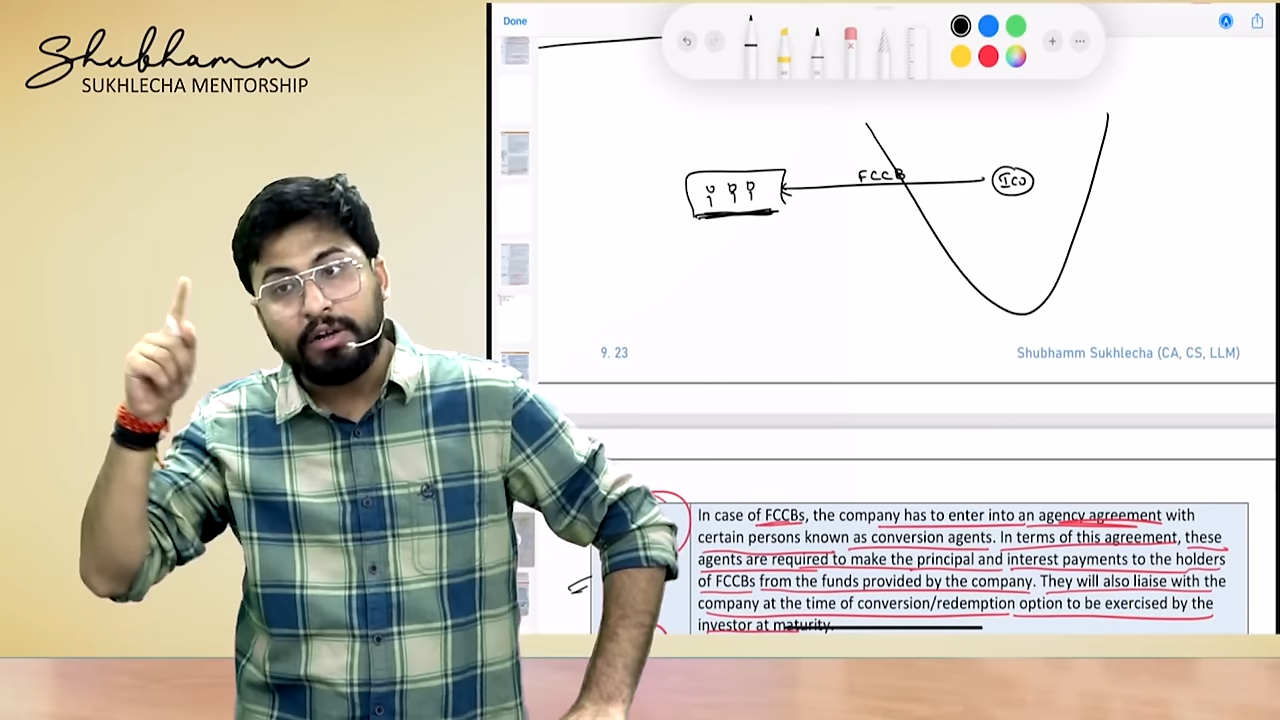 Shubhamm
SUKHLECHA MENTORSHIP
Done
FCCB
ICO
9. 23
Shubhamm Sukhlecha (CA, CS, LLM)
In case of FCCBs, the company has to enter into an agency agreement with
certain persons known as conversion agents. In terms of this agreement, these
agents are required to make the principal and interest payments to the holders
of FCCBs from the funds provided by the company. They will also liaise with the
company at the time of conversion/redemption option to be exercised by the
investor at maturity.